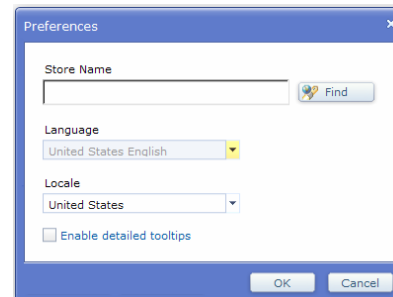 Preferences
Store Name
Find
Language
United States English
Locale
United States
Enable detailed tooltips
OK Cancel